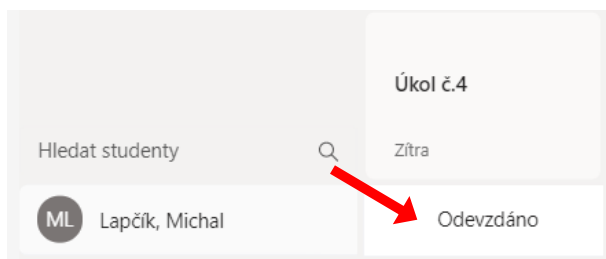 Úkol č.4
Hledat studenty
Zítra
ML
Lapčík, Michal
Odevzdáno